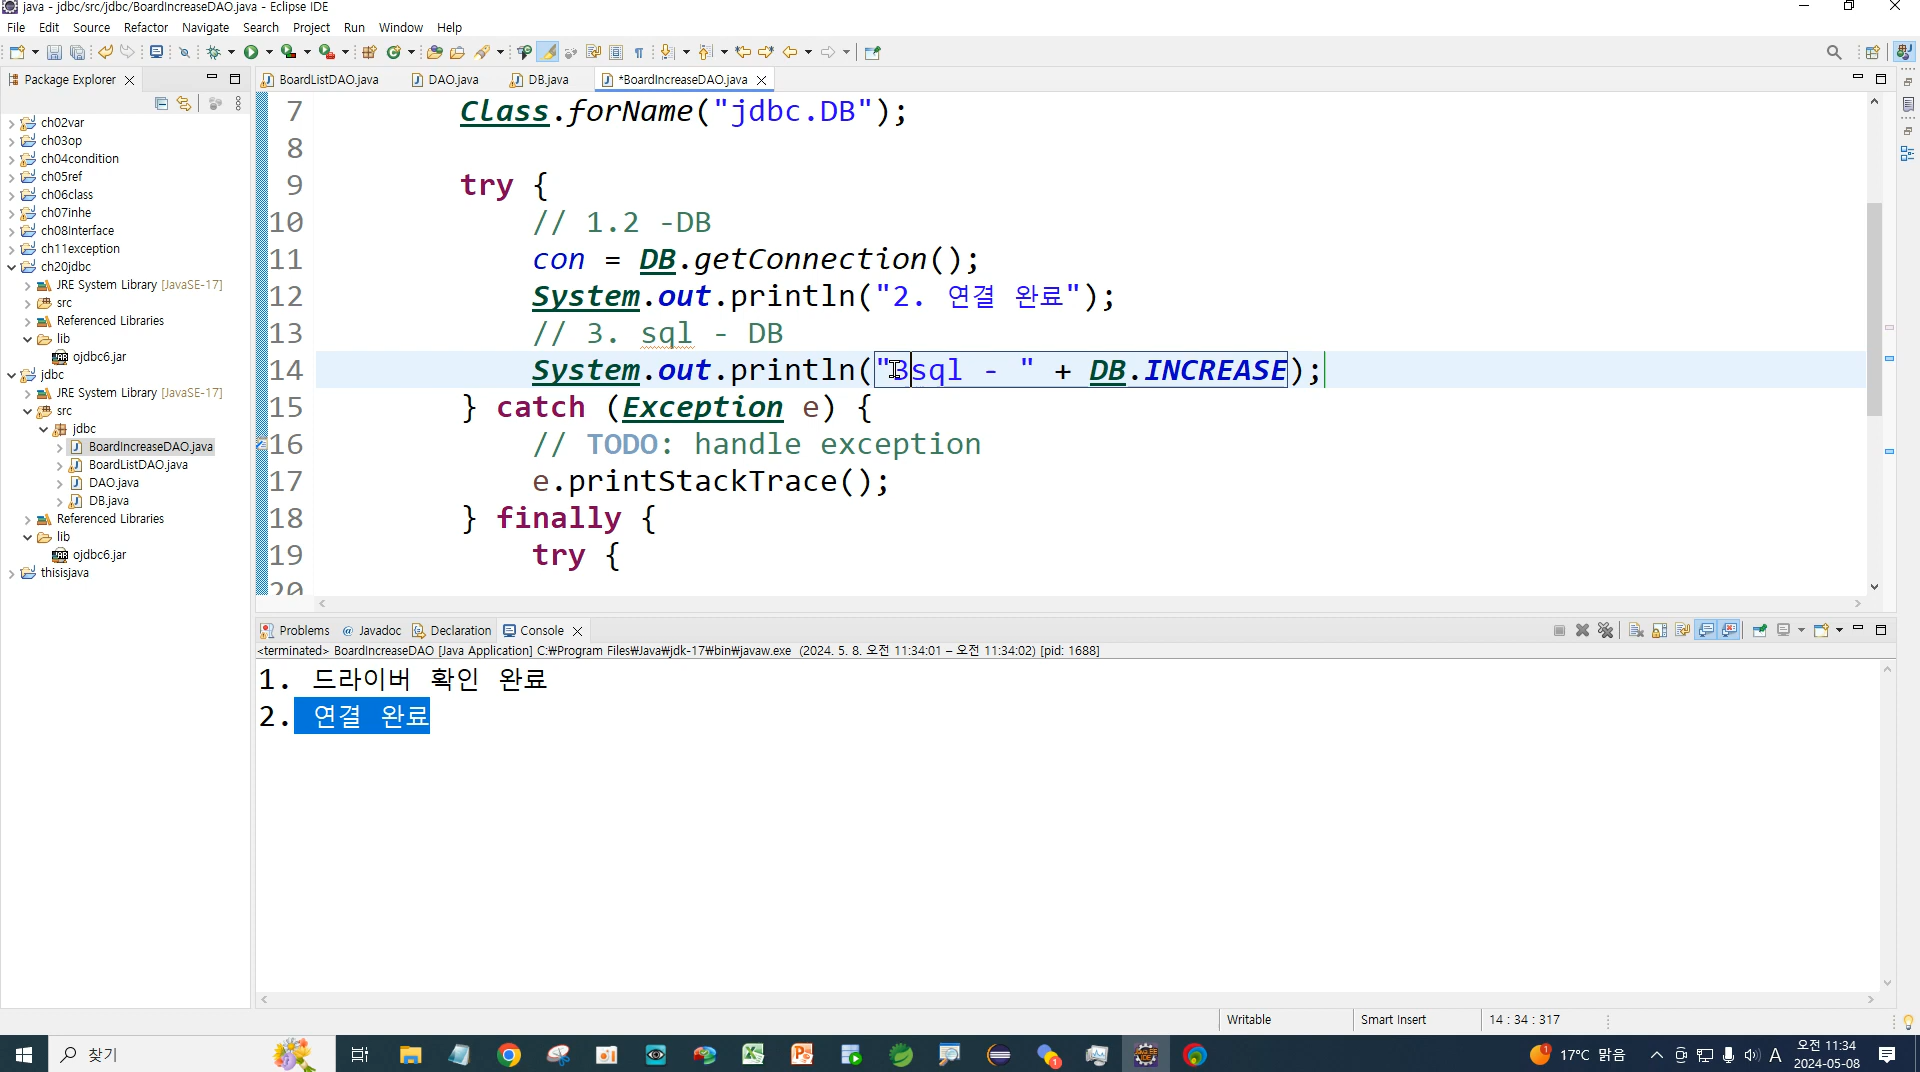 java - jdbc/src/jdbc/BoardIncreaseDAO.java - Eclipse IDE
File Edit Source Refactor Navigate Search Project Run Window Help
Package Explorer
BoardListDAO.java DAO.java DB.java *BoardIncreaseDAO.java
ch02var
ch03op
ch04condition
ch05ref
ch06class
ch07inhe
ch08Interface
ch11exception
ch20jdbc
JRE System Library [JavaSE-17]
src
Referenced Libraries
lib
ojdbc6.jar
jdbc
JRE System Library [JavaSE-17]
src
jdbc
BoardIncreaseDAO.java
BoardListDAO.java
DAO.java
DB.java
Referenced Libraries
lib
ojdbc6.jar
thisisjava
7 Class.forName("jdbc.DB");
8
9 try {
10 // 1.2 -DB
11 con = DB.getConnection();
12 System.out.println("2. 연결 완료");
13 // 3. sql - DB
14 System.out.println("3sql - " + DB.INCREASE);
15 } catch (Exception e) {
16 // TODO: handle exception
17 e.printStackTrace();
18 } finally {
19 try {
20
Problems @ Javadoc Declaration Console
<terminated> BoardIncreaseDAO [Java Application] C:₩Program Files₩Java₩jdk-17₩bin₩javaw.exe (2024. 5. 8. 오전 11:34:01 – 오전 11:34:02) [pid: 1688]
1. 드라이버 확인 완료
2. 연결 완료
Writable Smart Insert 14 : 34 : 317
찾기
17°C 맑음
A
오전 11:34
2024-05-08